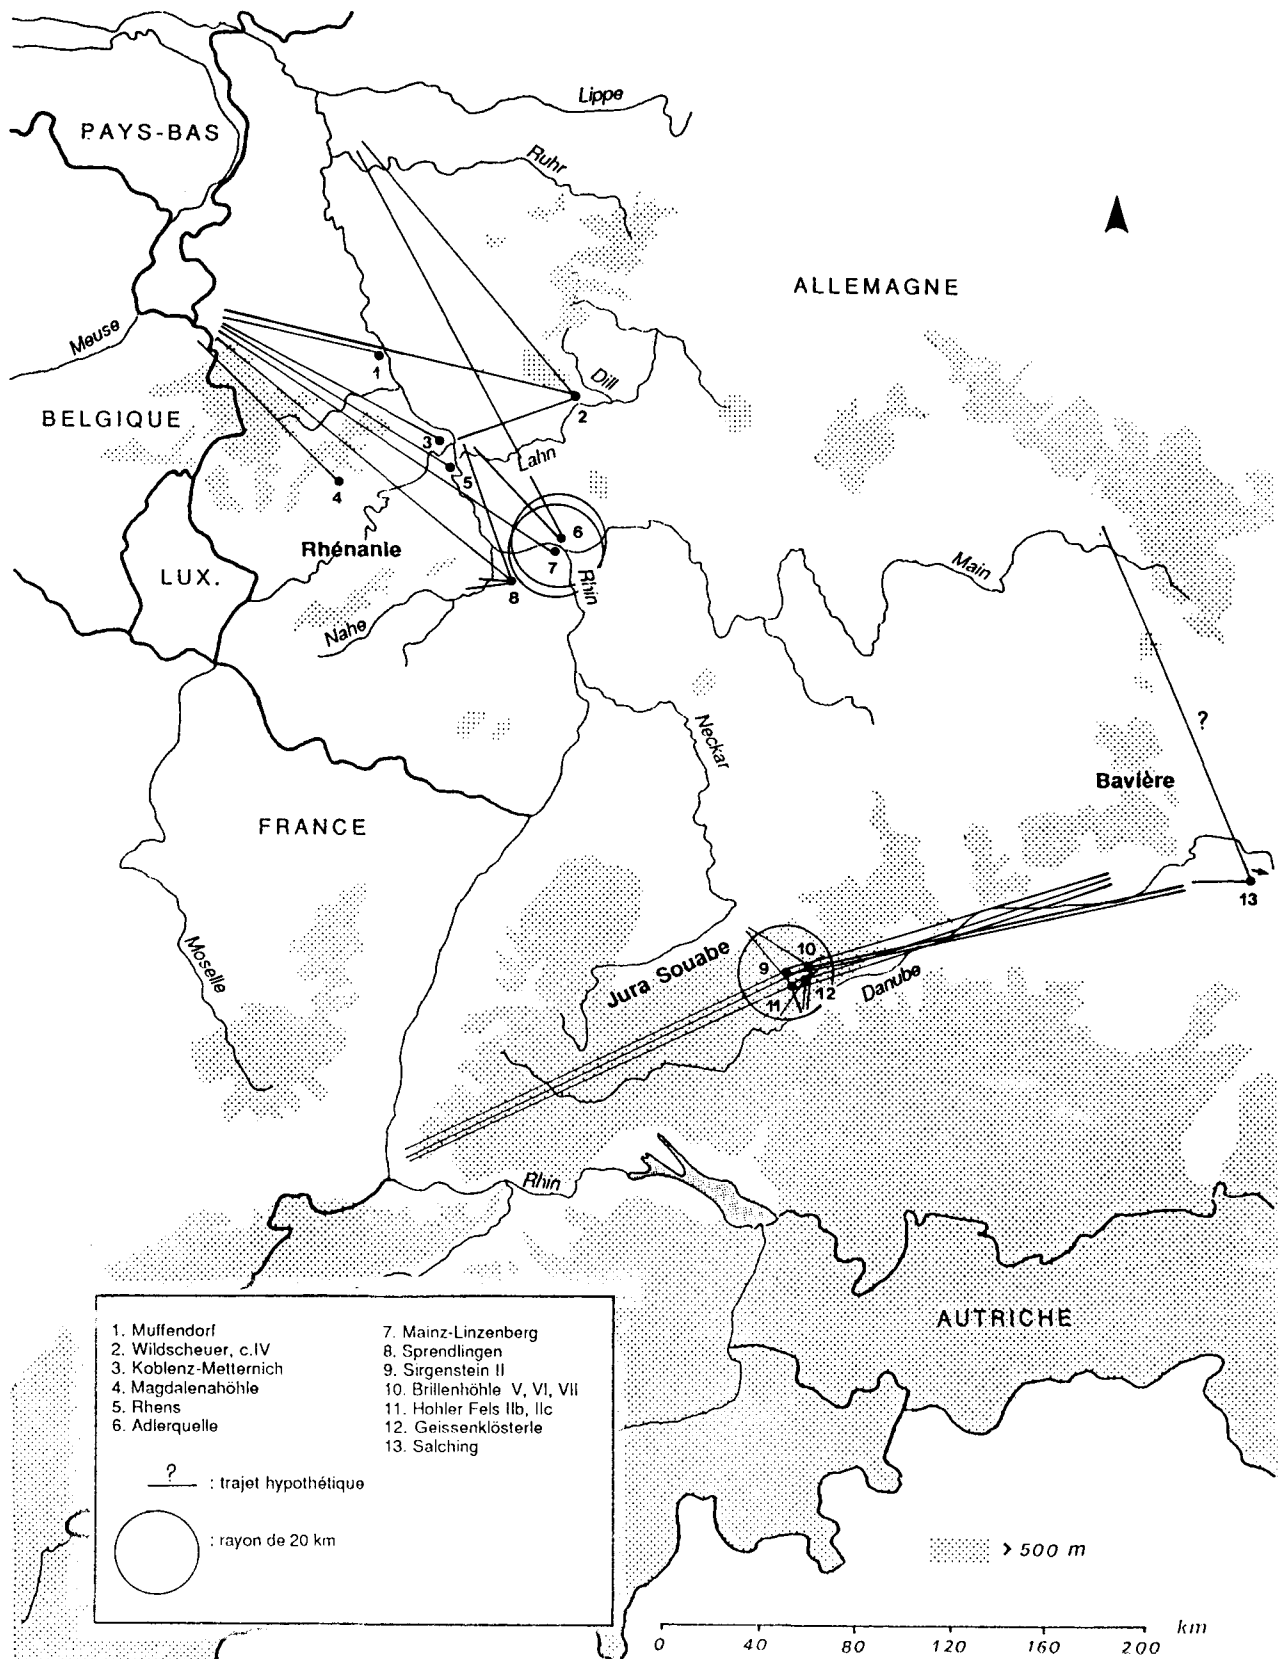 Lippe
PAYS-BAS
Ruhr
ALLEMAGNE
Meuse
1
Dill
BELGIQUE
2
3
Lahn
4
5
6
Rhénanie
7
Main
LUX.
Rhin
8
Nahe
?
Neckar
Bavière
FRANCE
13
Jura Souabe
10
9
Moselle
11
12
Danube
Rhin
AUTRICHE
1. Muffendorf
2. Wildscheuer, c.IV
3. Koblenz-Metternich
4. Magdalenahöhle
5. Rhens
6. Adlerquelle
7. Mainz-Linzenberg
8. Sprendlingen
9. Sirgenstein II
10. Brillenhöhle V, VI, VII
11. Hohler Fels IIb, IIc
12. Geissenklösterle
13. Salching
? : trajet hypothétique
: rayon de 20 km
> 500 m
0 40 80 120 160 200 km